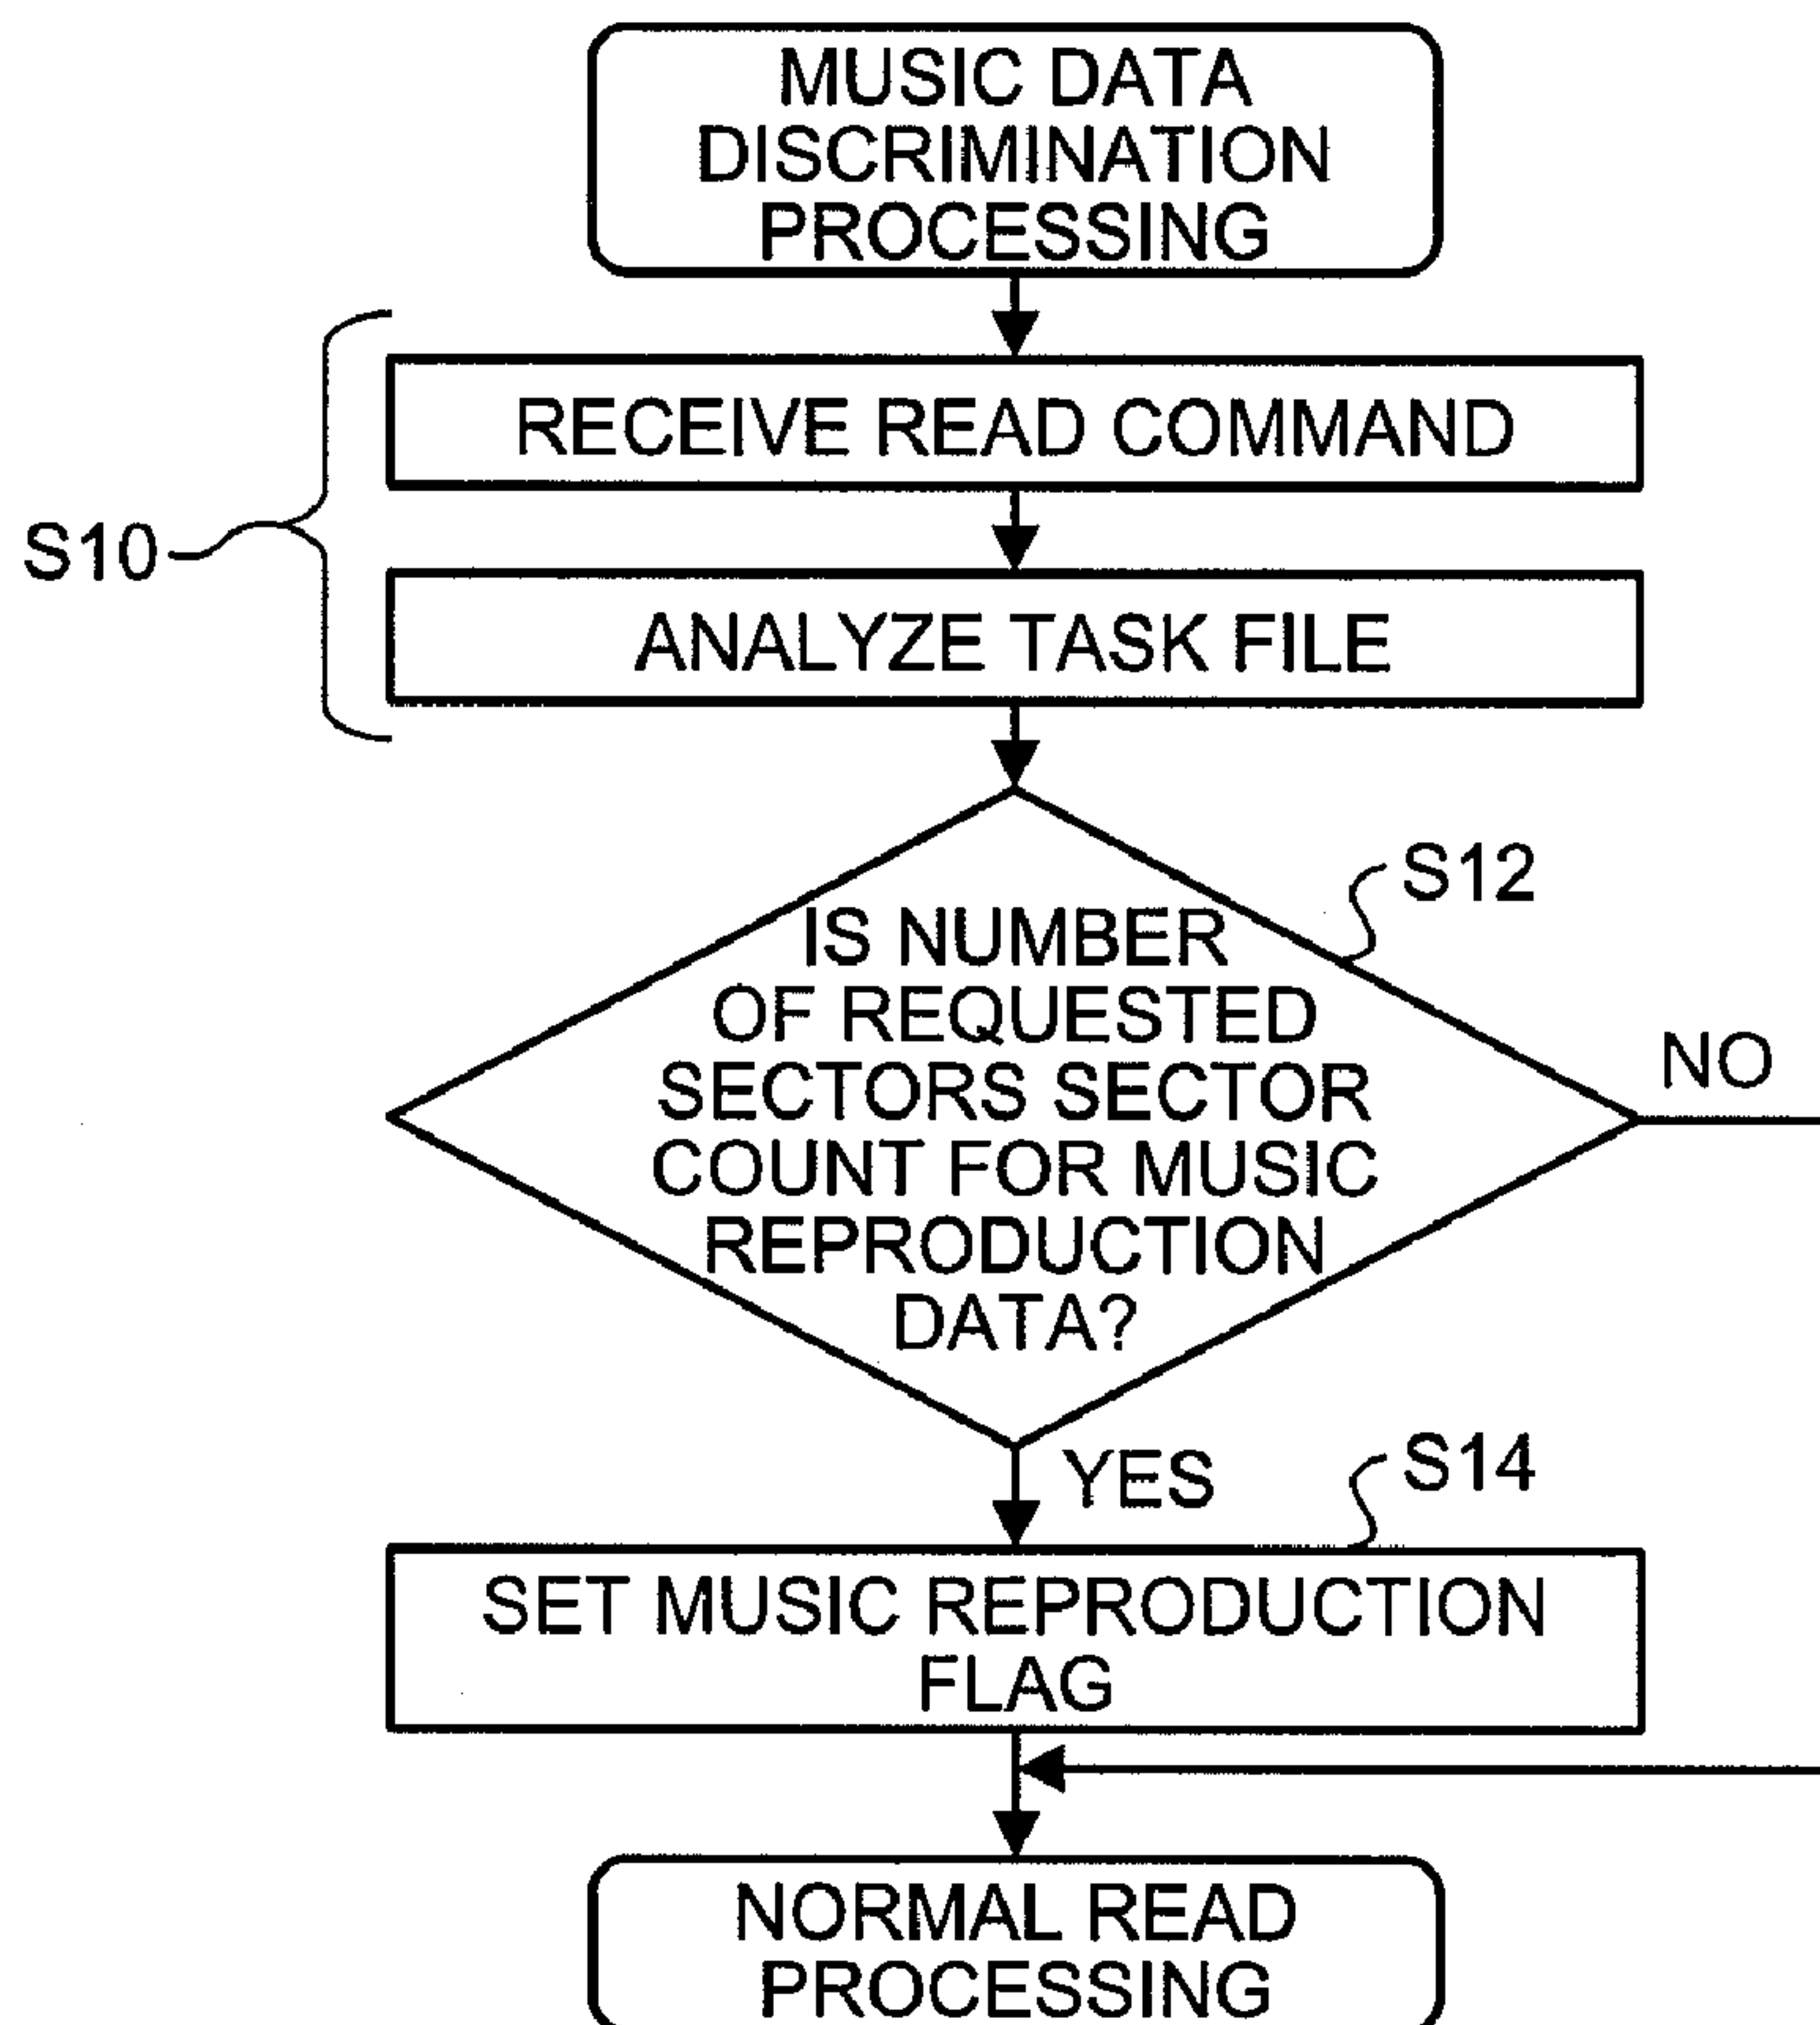 MUSIC DATA
DISCRIMINATION
PROCESSING
RECEIVE READ COMMAND
S10
ANALYZE TASK FILE
S12
IS NUMBER
OF REQUESTED
SECTORS SECTOR
COUNT FOR MUSIC
REPRODUCTION
DATA?
NO
YES
S14
SET MUSIC REPRODUCTION
FLAG
NORMAL READ
PROCESSING